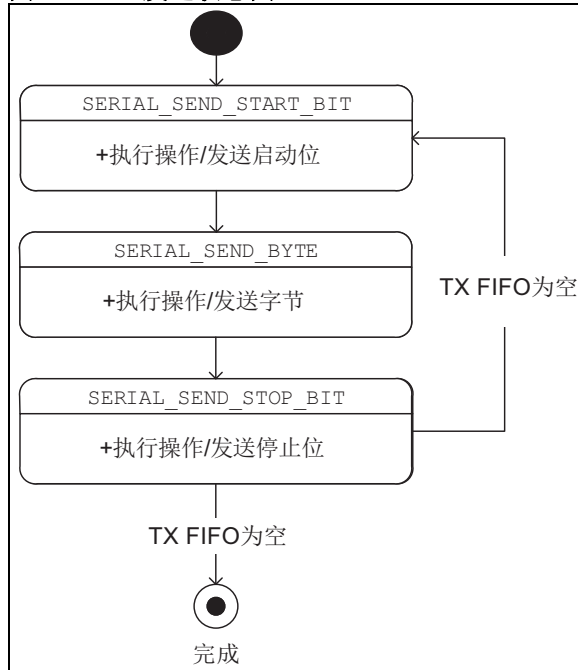 SERIAL_SEND_START_BIT
+执行操作/发送启动位
SERIAL_SEND_BYTE
+执行操作/发送字节
TX FIFO为空
SERIAL_SEND_STOP_BIT
+执行操作/发送停止位
TX FIFO为空
完成